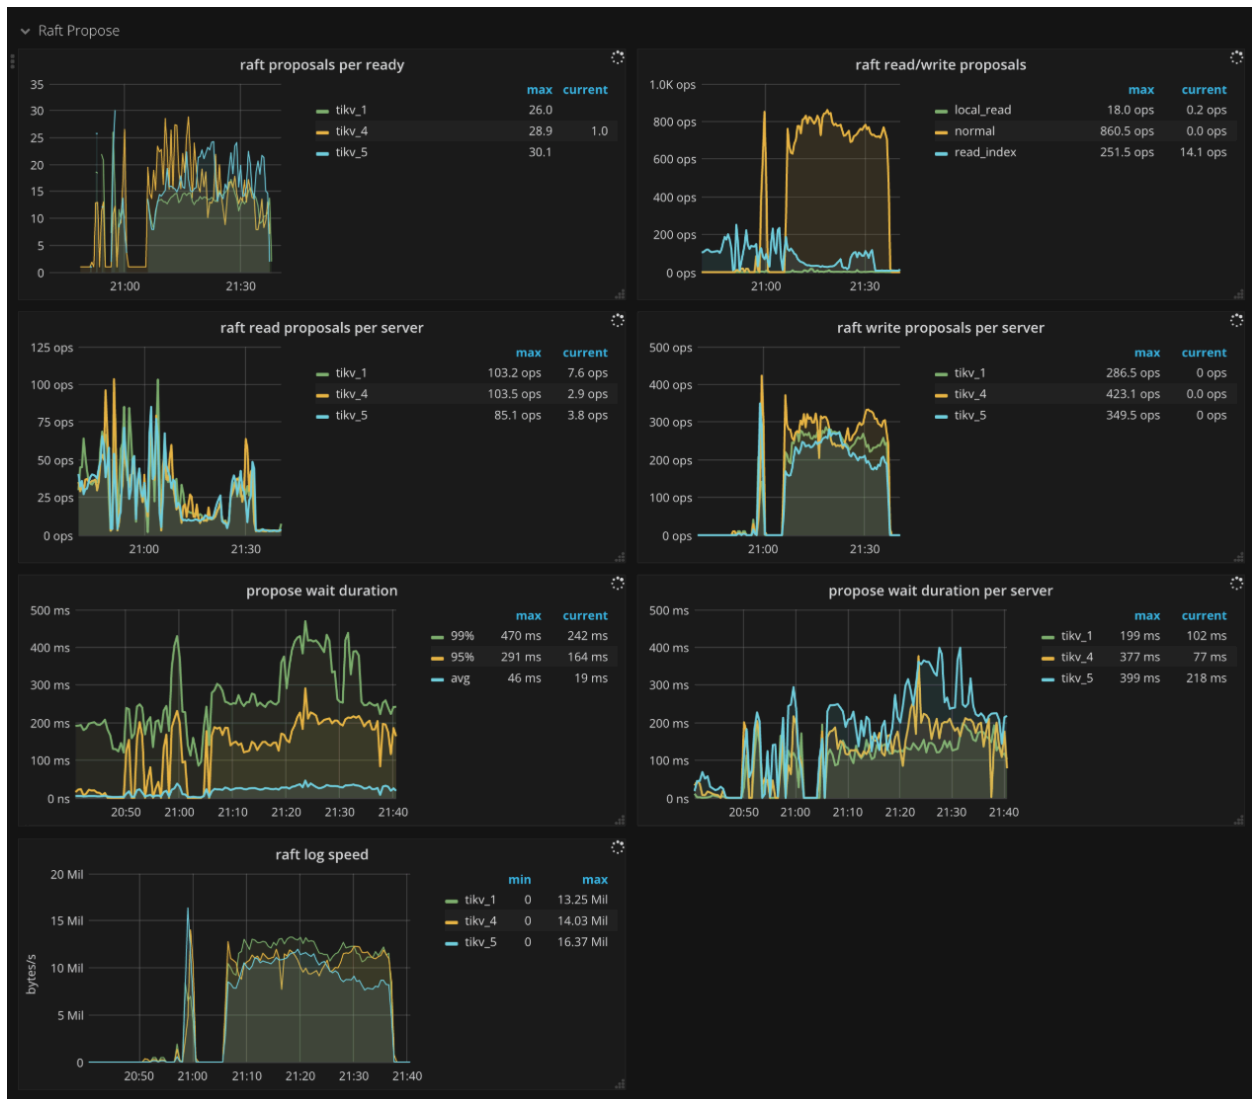 Raft Propose
raft proposals per ready
35
30
25
20
15
10
5
0
21:00 21:30
max current
tikv_1 26.0
tikv_4 28.9 1.0
tikv_5 30.1
raft read/write proposals
1.0K ops
800 ops
600 ops
400 ops
200 ops
0 ops
21:00 21:30
max current
local_read 18.0 ops 0.2 ops
normal 860.5 ops 0.0 ops
read_index 251.5 ops 14.1 ops
raft read proposals per server
125 ops
100 ops
75 ops
50 ops
25 ops
0 ops
21:00 21:30
max current
tikv_1 103.2 ops 7.6 ops
tikv_4 103.5 ops 2.9 ops
tikv_5 85.1 ops 3.8 ops
raft write proposals per server
500 ops
400 ops
300 ops
200 ops
100 ops
0 ops
21:00 21:30
max current
tikv_1 286.5 ops 0 ops
tikv_4 423.1 ops 0.0 ops
tikv_5 349.5 ops 0 ops
propose wait duration
500 ms
400 ms
300 ms
200 ms
100 ms
0 ns
20:50 21:00 21:10 21:20 21:30 21:40
max current
99% 470 ms 242 ms
95% 291 ms 164 ms
avg 46 ms 19 ms
propose wait duration per server
500 ms
400 ms
300 ms
200 ms
100 ms
0 ns
20:50 21:00 21:10 21:20 21:30 21:40
max current
tikv_1 199 ms 102 ms
tikv_4 377 ms 77 ms
tikv_5 399 ms 218 ms
raft log speed
bytes/s
20 Mil
15 Mil
10 Mil
5 Mil
0
20:50 21:00 21:10 21:20 21:30 21:40
min max
tikv_1 0 13.25 Mil
tikv_4 0 14.03 Mil
tikv_5 0 16.37 Mil